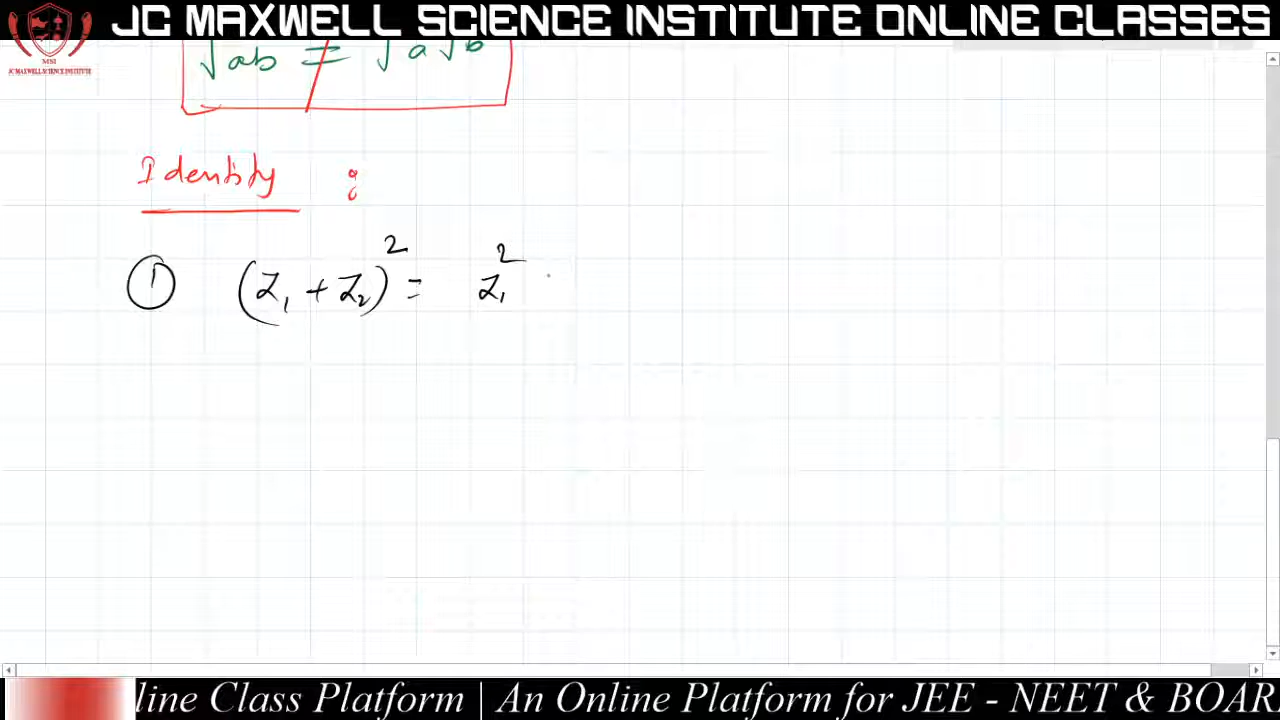 JC MAXWELL SCIENCE INSTITUTE ONLINE CLASSES
MSI
JC MAXWELL SCIENCE INSTITUTE
√ab ≠ √a √b
Identity :
① (Z₁ + Z₂)² = Z₁²
line Class Platform | An Online Platform for JEE - NEET & BOAR